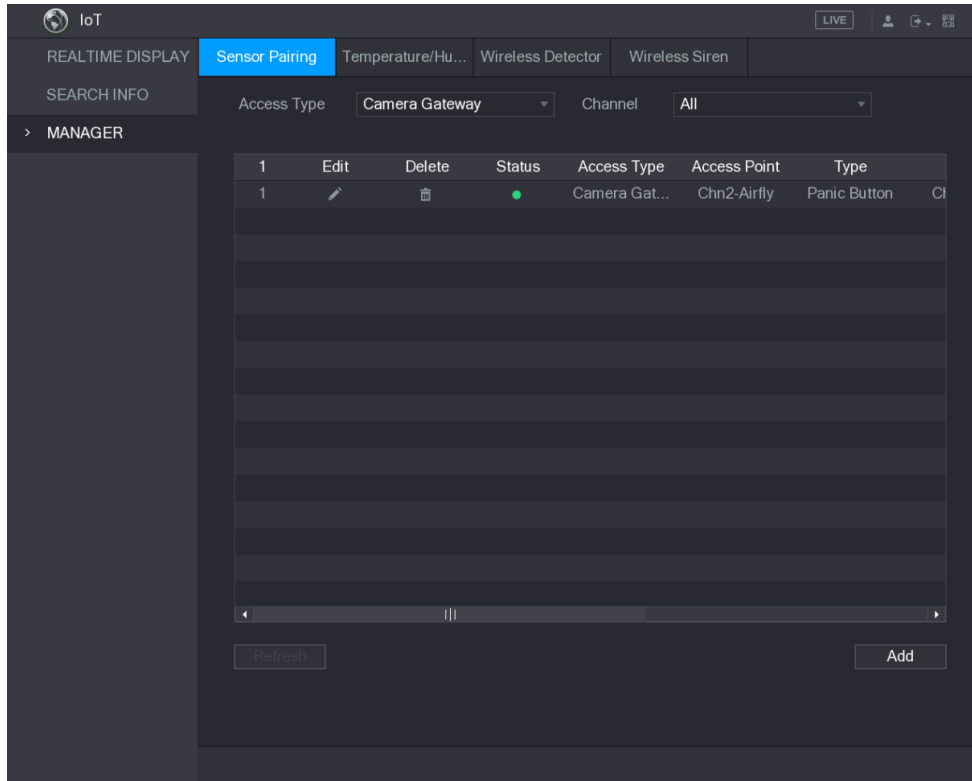 IoT
LIVE
REALTIME DISPLAY
SEARCH INFO
MANAGER
Sensor Pairing Temperature/Hu... Wireless Detector Wireless Siren
Access Type Camera Gateway Channel All
1 Edit Delete Status Access Type Access Point Type
1 Camera Gat... Chn2-Airfly Panic Button Cl
Refresh Add